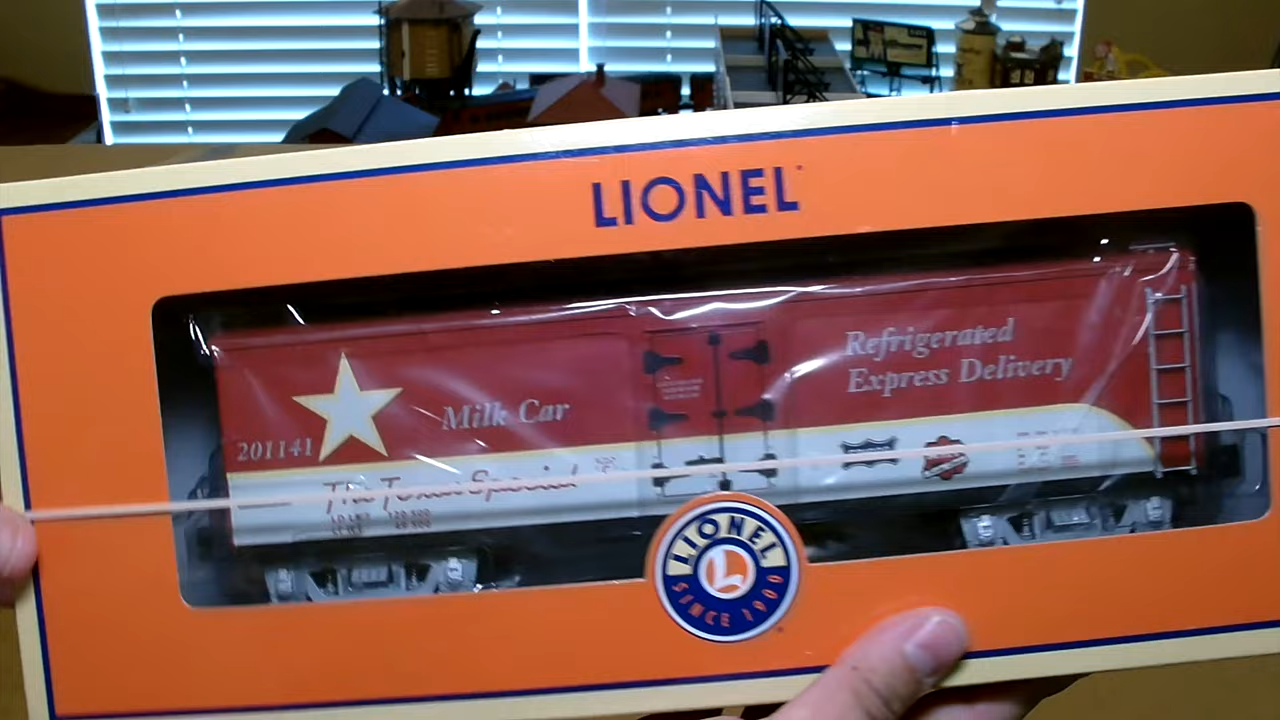 LIONEL
Refrigerated
Express Delivery
Milk Car
201141
The Texas Special
LIONEL
L
SINCE 1900